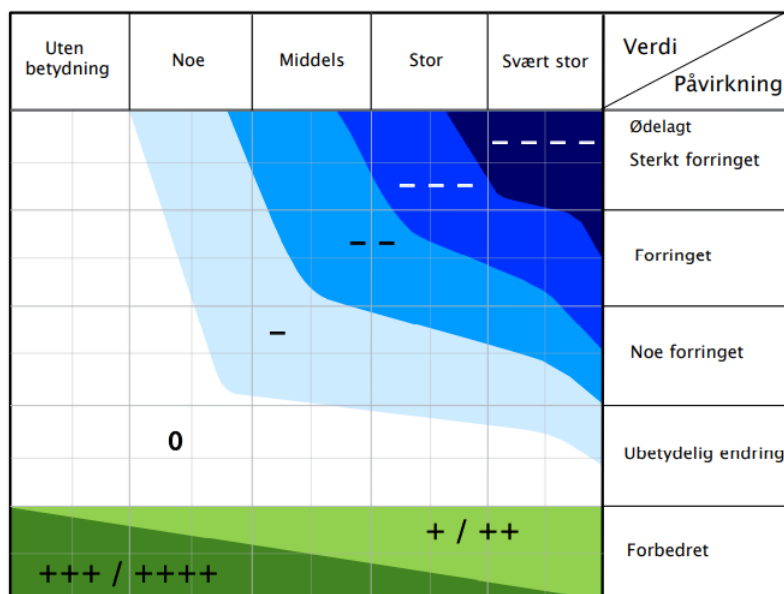 Uten
betydning
Noe
Middels
Stor
Svært stor
Verdi
Påvirkning
Ødelagt
Sterkt forringet
– – – –
– – –
– –
Forringet
–
Noe forringet
0
Ubetydelig endring
+ / ++
Forbedret
+++ / ++++